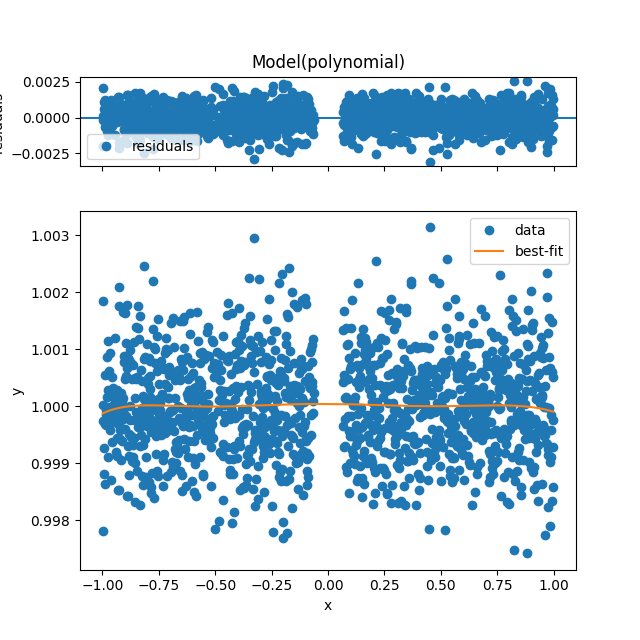 Model(polynomial)
0.0025
0.0000
−0.0025
residuals
residuals
1.003
1.002
1.001
1.000
0.999
0.998
y
data
best-fit
−1.00 −0.75 −0.50 −0.25 0.00 0.25 0.50 0.75 1.00
x